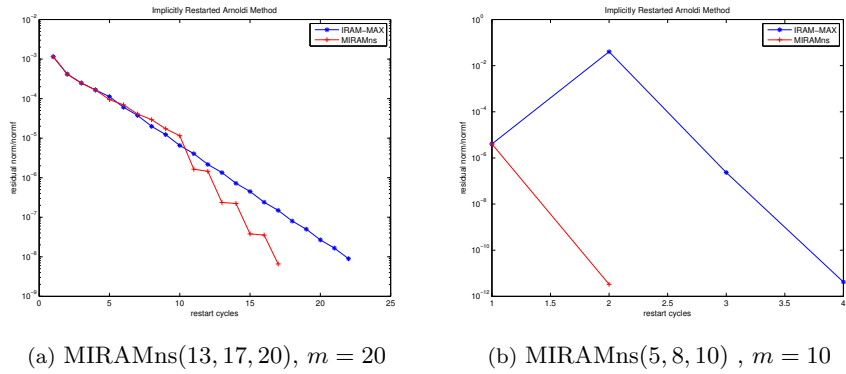 Implicitly Restarted Arnoldi Method
IRAM−MAX
MIRAMns
residual norm/normf
10−2
10−3
10−4
10−5
10−6
10−7
10−8
10−9
0 5 10 15 20 25
restart cycles
(a) MIRAMns(13, 17, 20), m = 20
Implicitly Restarted Arnoldi Method
IRAM−MAX
MIRAMns
residual norm/normf
10 0
10−2
10−4
10−6
10−8
10−10
10−12
1 1.5 2 2.5 3 3.5 4
restart cycles
(b) MIRAMns(5, 8, 10) , m = 10